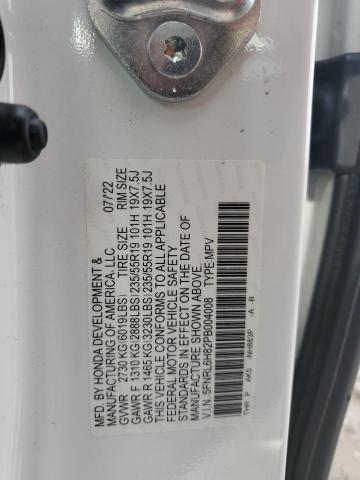 MFD. BY HONDA DEVELOPMENT &
MANUFACTURING OF AMERICA, LLC 07/22
GVWR 2730 KG(6019LBS) TIRE SIZE RIM SIZE
GAWR F 1310 KG(2888LBS)235/55R19 101H 19X7.5J
GAWR R 1465 KG(3230LBS)235/55R19 101H 19X7.5J
THIS VEHICLE CONFORMS TO ALL APPLICABLE
FEDERAL MOTOR VEHICLE SAFETY
STANDARDS IN EFFECT ON THE DATE OF
MANUFACTURE SHOWN ABOVE.
V.I.N. 5FNRL6H82PB004008 TYPE:MPV
THR P AK5 -NH883P -A -B